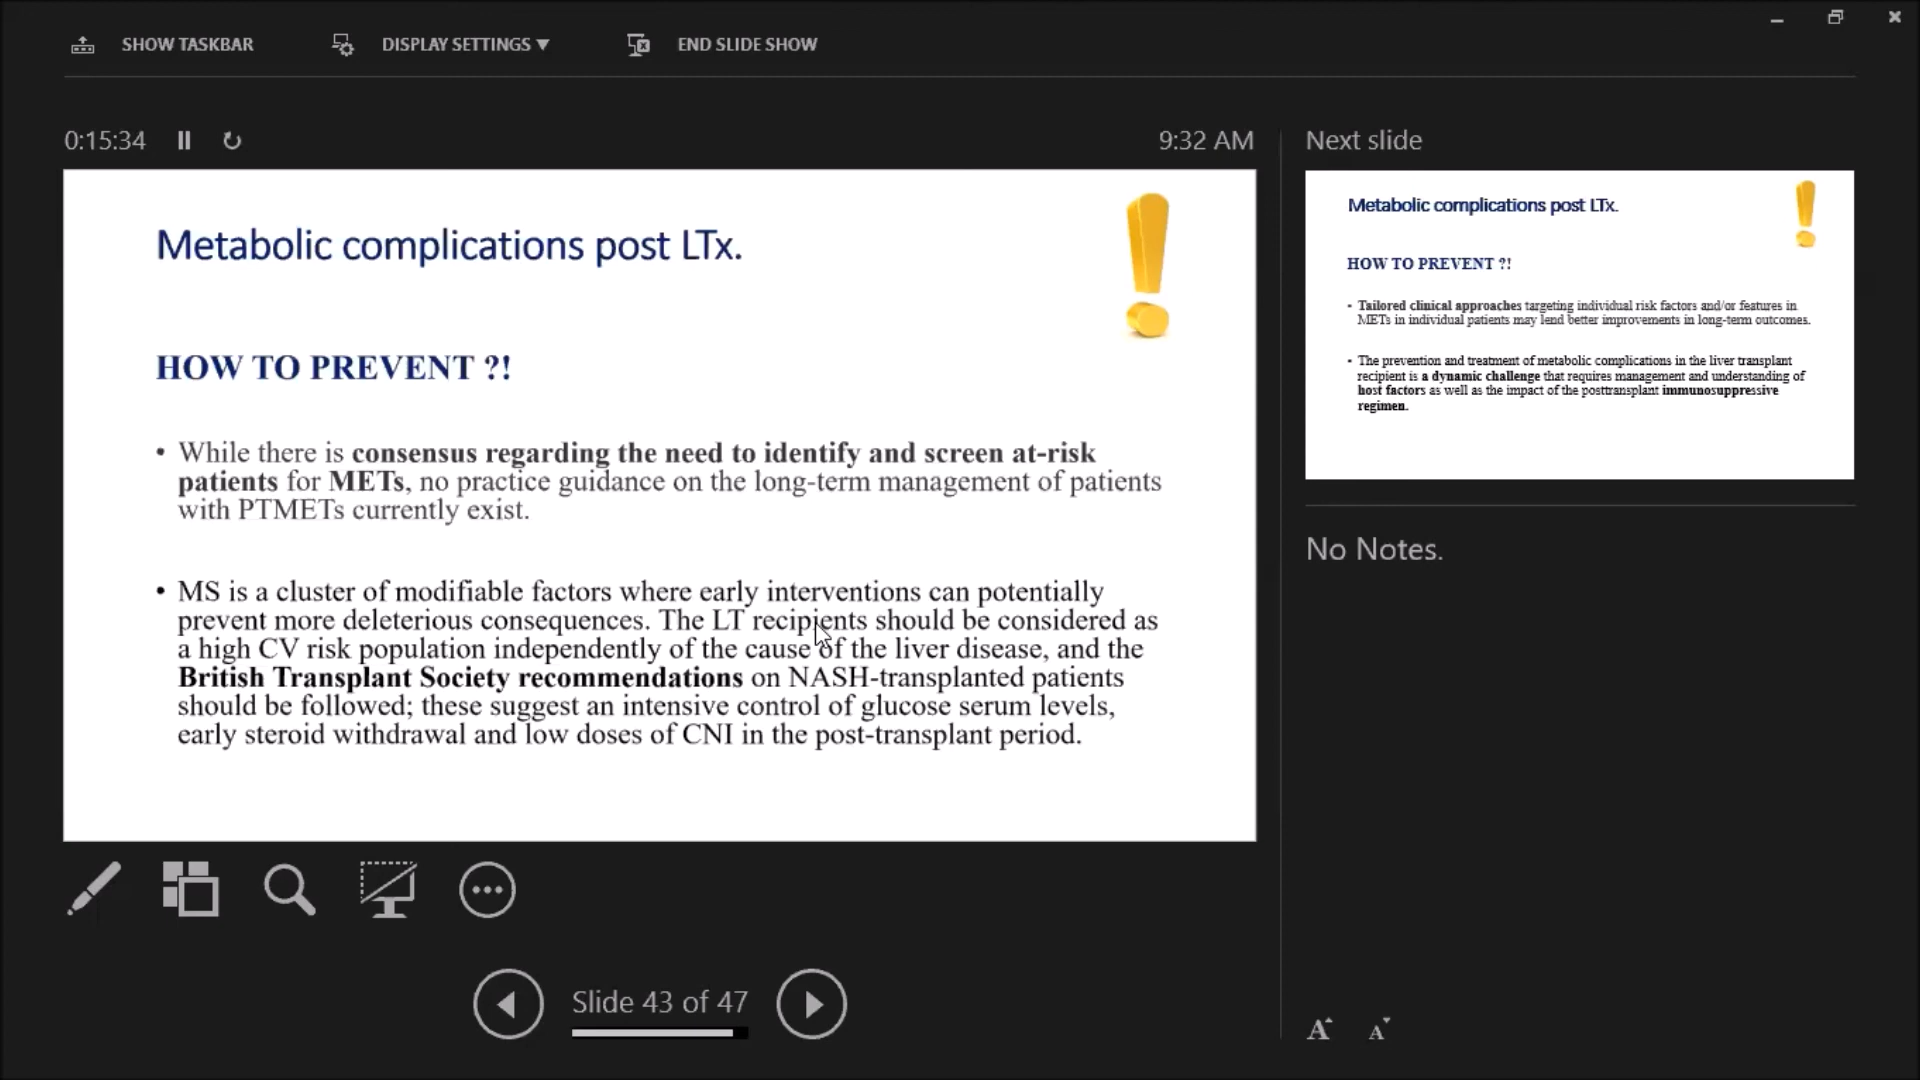 SHOW TASKBAR
DISPLAY SETTINGS ▼
END SLIDE SHOW
0:15:34
9:32 AM
Metabolic complications post LTx.
HOW TO PREVENT ?!
• While there is consensus regarding the need to identify and screen at-risk
patients for METs, no practice guidance on the long-term management of patients
with PTMETs currently exist.
• MS is a cluster of modifiable factors where early interventions can potentially
prevent more deleterious consequences. The LT recipients should be considered as
a high CV risk population independently of the cause of the liver disease, and the
British Transplant Society recommendations on NASH-transplanted patients
should be followed; these suggest an intensive control of glucose serum levels,
early steroid withdrawal and low doses of CNI in the post-transplant period.
Slide 43 of 47
Next slide
Metabolic complications post LTx.
HOW TO PREVENT ?!
• Tailored clinical approaches targeting individual risk factors and/or features in
METs in individual patients may lend better improvements in long-term outcomes.
• The prevention and treatment of metabolic complications in the liver transplant
recipient is a dynamic challenge that requires management and understanding of
host factors as well as the impact of the posttransplant immunosuppressive
regimen.
No Notes.
A A